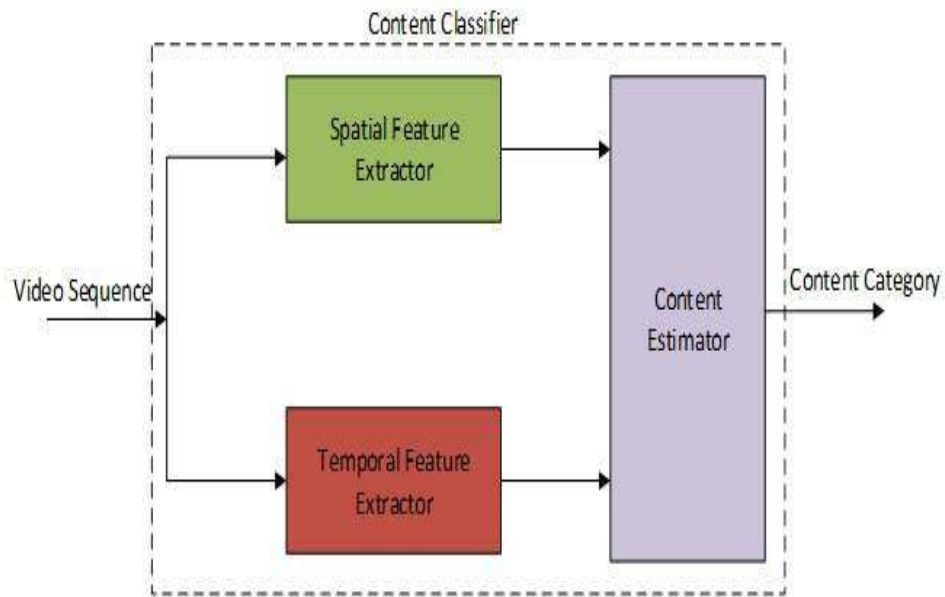 Content Classifier
Spatial Feature
Extractor
Video Sequence
Content
Estimator
Content Category
Temporal Feature
Extractor